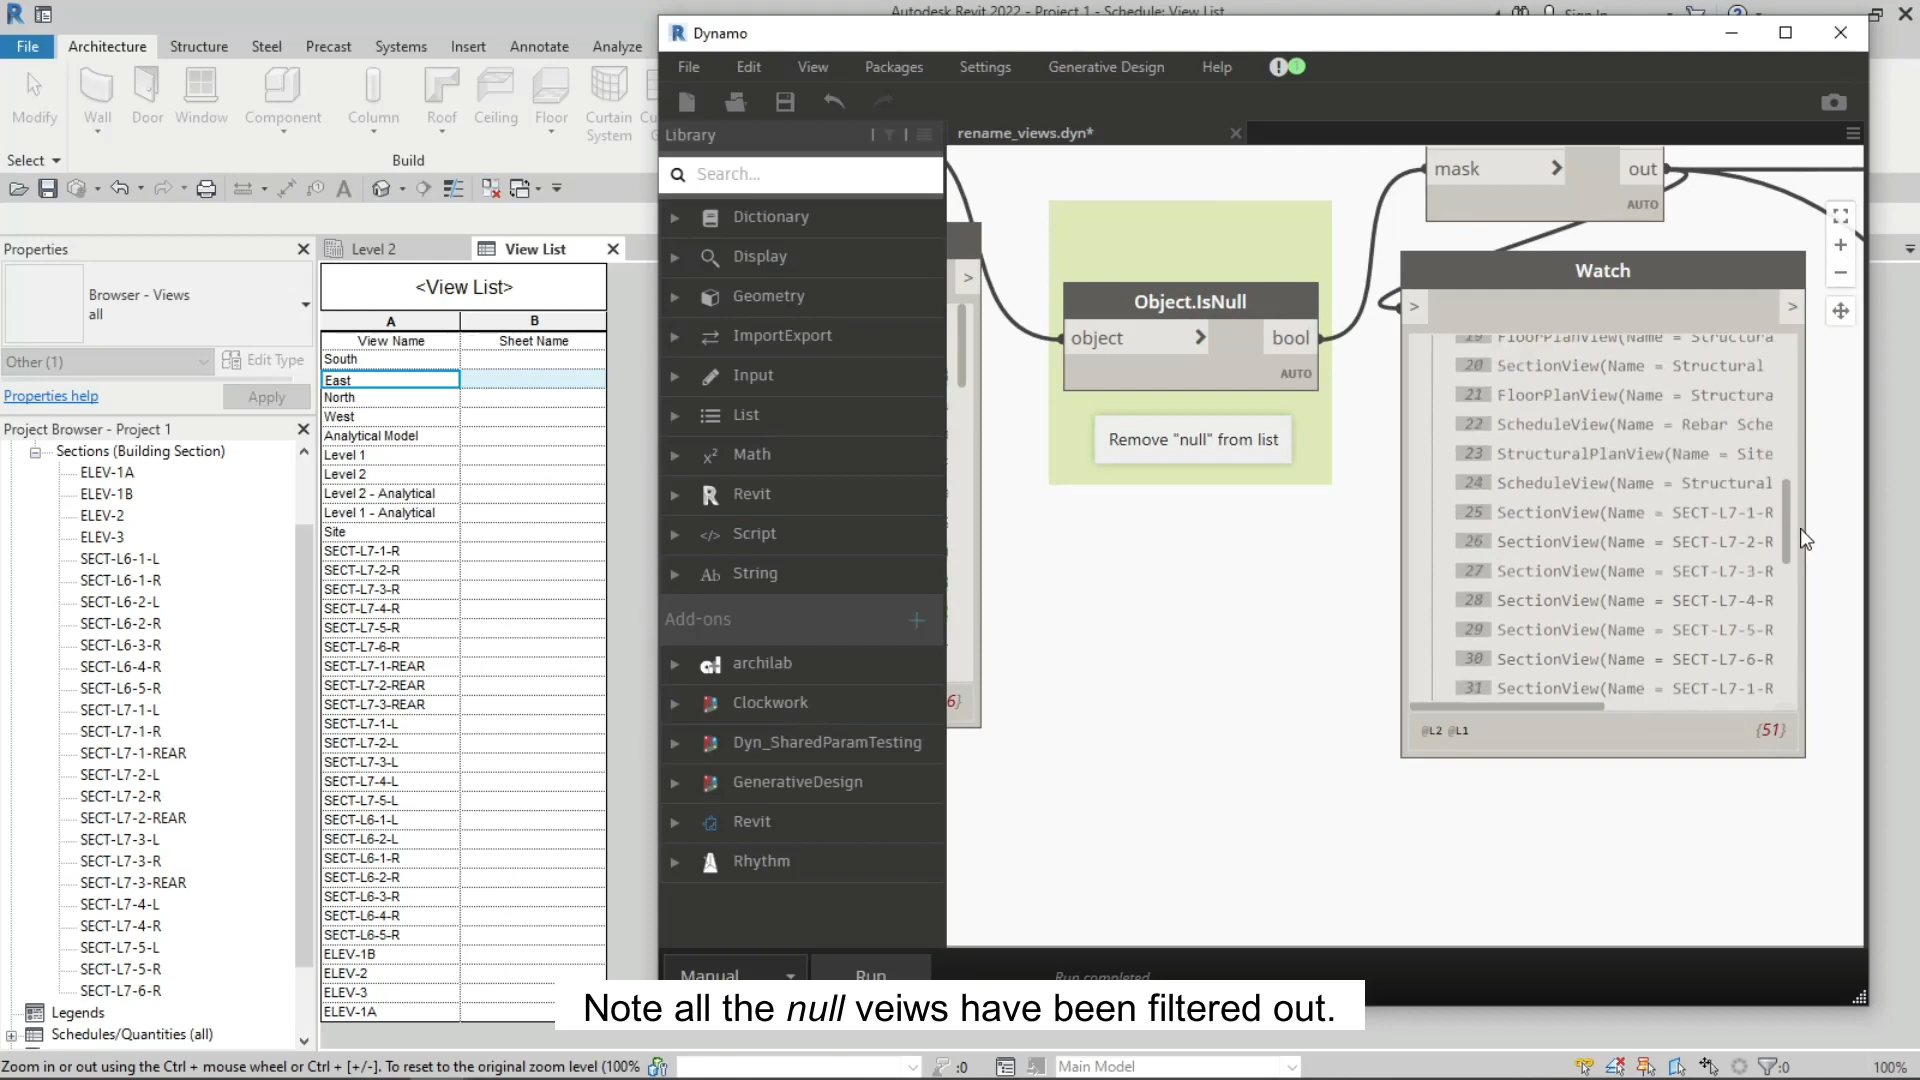 Autodesk Revit 2022 - Project 1 - Schedule: View List
Sign In
File
Architecture
Structure
Steel
Precast
Systems
Insert
Annotate
Analyze
Modify
Wall
Door
Window
Component
Column
Roof
Ceiling
Floor
Curtain
System
Select
Build
Properties
Browser - Views
all
Other (1)
Edit Type
Properties help
Apply
Project Browser - Project 1
Sections (Building Section)
ELEV-1A
ELEV-1B
ELEV-2
ELEV-3
SECT-L6-1-L
SECT-L6-1-R
SECT-L6-2-L
SECT-L6-2-R
SECT-L6-3-R
SECT-L6-4-R
SECT-L6-5-R
SECT-L7-1-L
SECT-L7-1-R
SECT-L7-1-REAR
SECT-L7-2-L
SECT-L7-2-R
SECT-L7-2-REAR
SECT-L7-3-L
SECT-L7-3-R
SECT-L7-3-REAR
SECT-L7-4-L
SECT-L7-4-R
SECT-L7-5-L
SECT-L7-5-R
SECT-L7-6-R
Legends
Schedules/Quantities (all)
Level 2
View List
<View List>
A B
View Name Sheet Name
South
East
North
West
Analytical Model
Level 1
Level 2
Level 2 - Analytical
Level 1 - Analytical
Site
SECT-L7-1-R
SECT-L7-2-R
SECT-L7-3-R
SECT-L7-4-R
SECT-L7-5-R
SECT-L7-6-R
SECT-L7-1-REAR
SECT-L7-2-REAR
SECT-L7-3-REAR
SECT-L7-1-L
SECT-L7-2-L
SECT-L7-3-L
SECT-L7-4-L
SECT-L7-5-L
SECT-L6-1-L
SECT-L6-2-L
SECT-L6-1-R
SECT-L6-2-R
SECT-L6-3-R
SECT-L6-4-R
SECT-L6-5-R
ELEV-1B
ELEV-2
ELEV-3
ELEV-1A
Dynamo
File
Edit
View
Packages
Settings
Generative Design
Help
Library
rename_views.dyn*
Search...
Dictionary
Display
Geometry
ImportExport
Input
List
Math
Revit
Script
String
Add-ons
archilab
Clockwork
Dyn_SharedParamTesting
GenerativeDesign
Revit
Rhythm
Manual
Run
Run completed
6}
Object.IsNull
object > bool
AUTO
Remove "null" from list
mask > out
AUTO
Watch
> >
19 FloorPlanView(Name = Structura
20 SectionView(Name = Structural
21 FloorPlanView(Name = Structura
22 ScheduleView(Name = Rebar Sche
23 StructuralPlanView(Name = Site
24 ScheduleView(Name = Structural
25 SectionView(Name = SECT-L7-1-R
26 SectionView(Name = SECT-L7-2-R
27 SectionView(Name = SECT-L7-3-R
28 SectionView(Name = SECT-L7-4-R
29 SectionView(Name = SECT-L7-5-R
30 SectionView(Name = SECT-L7-6-R
31 SectionView(Name = SECT-L7-1-R
@L2 @L1 {51}
Note all the null veiws have been filtered out.
Zoom in or out using the Ctrl + mouse wheel or Ctrl + [+/-]. To reset to the original zoom level (100%
:0
Main Model
:0
100%